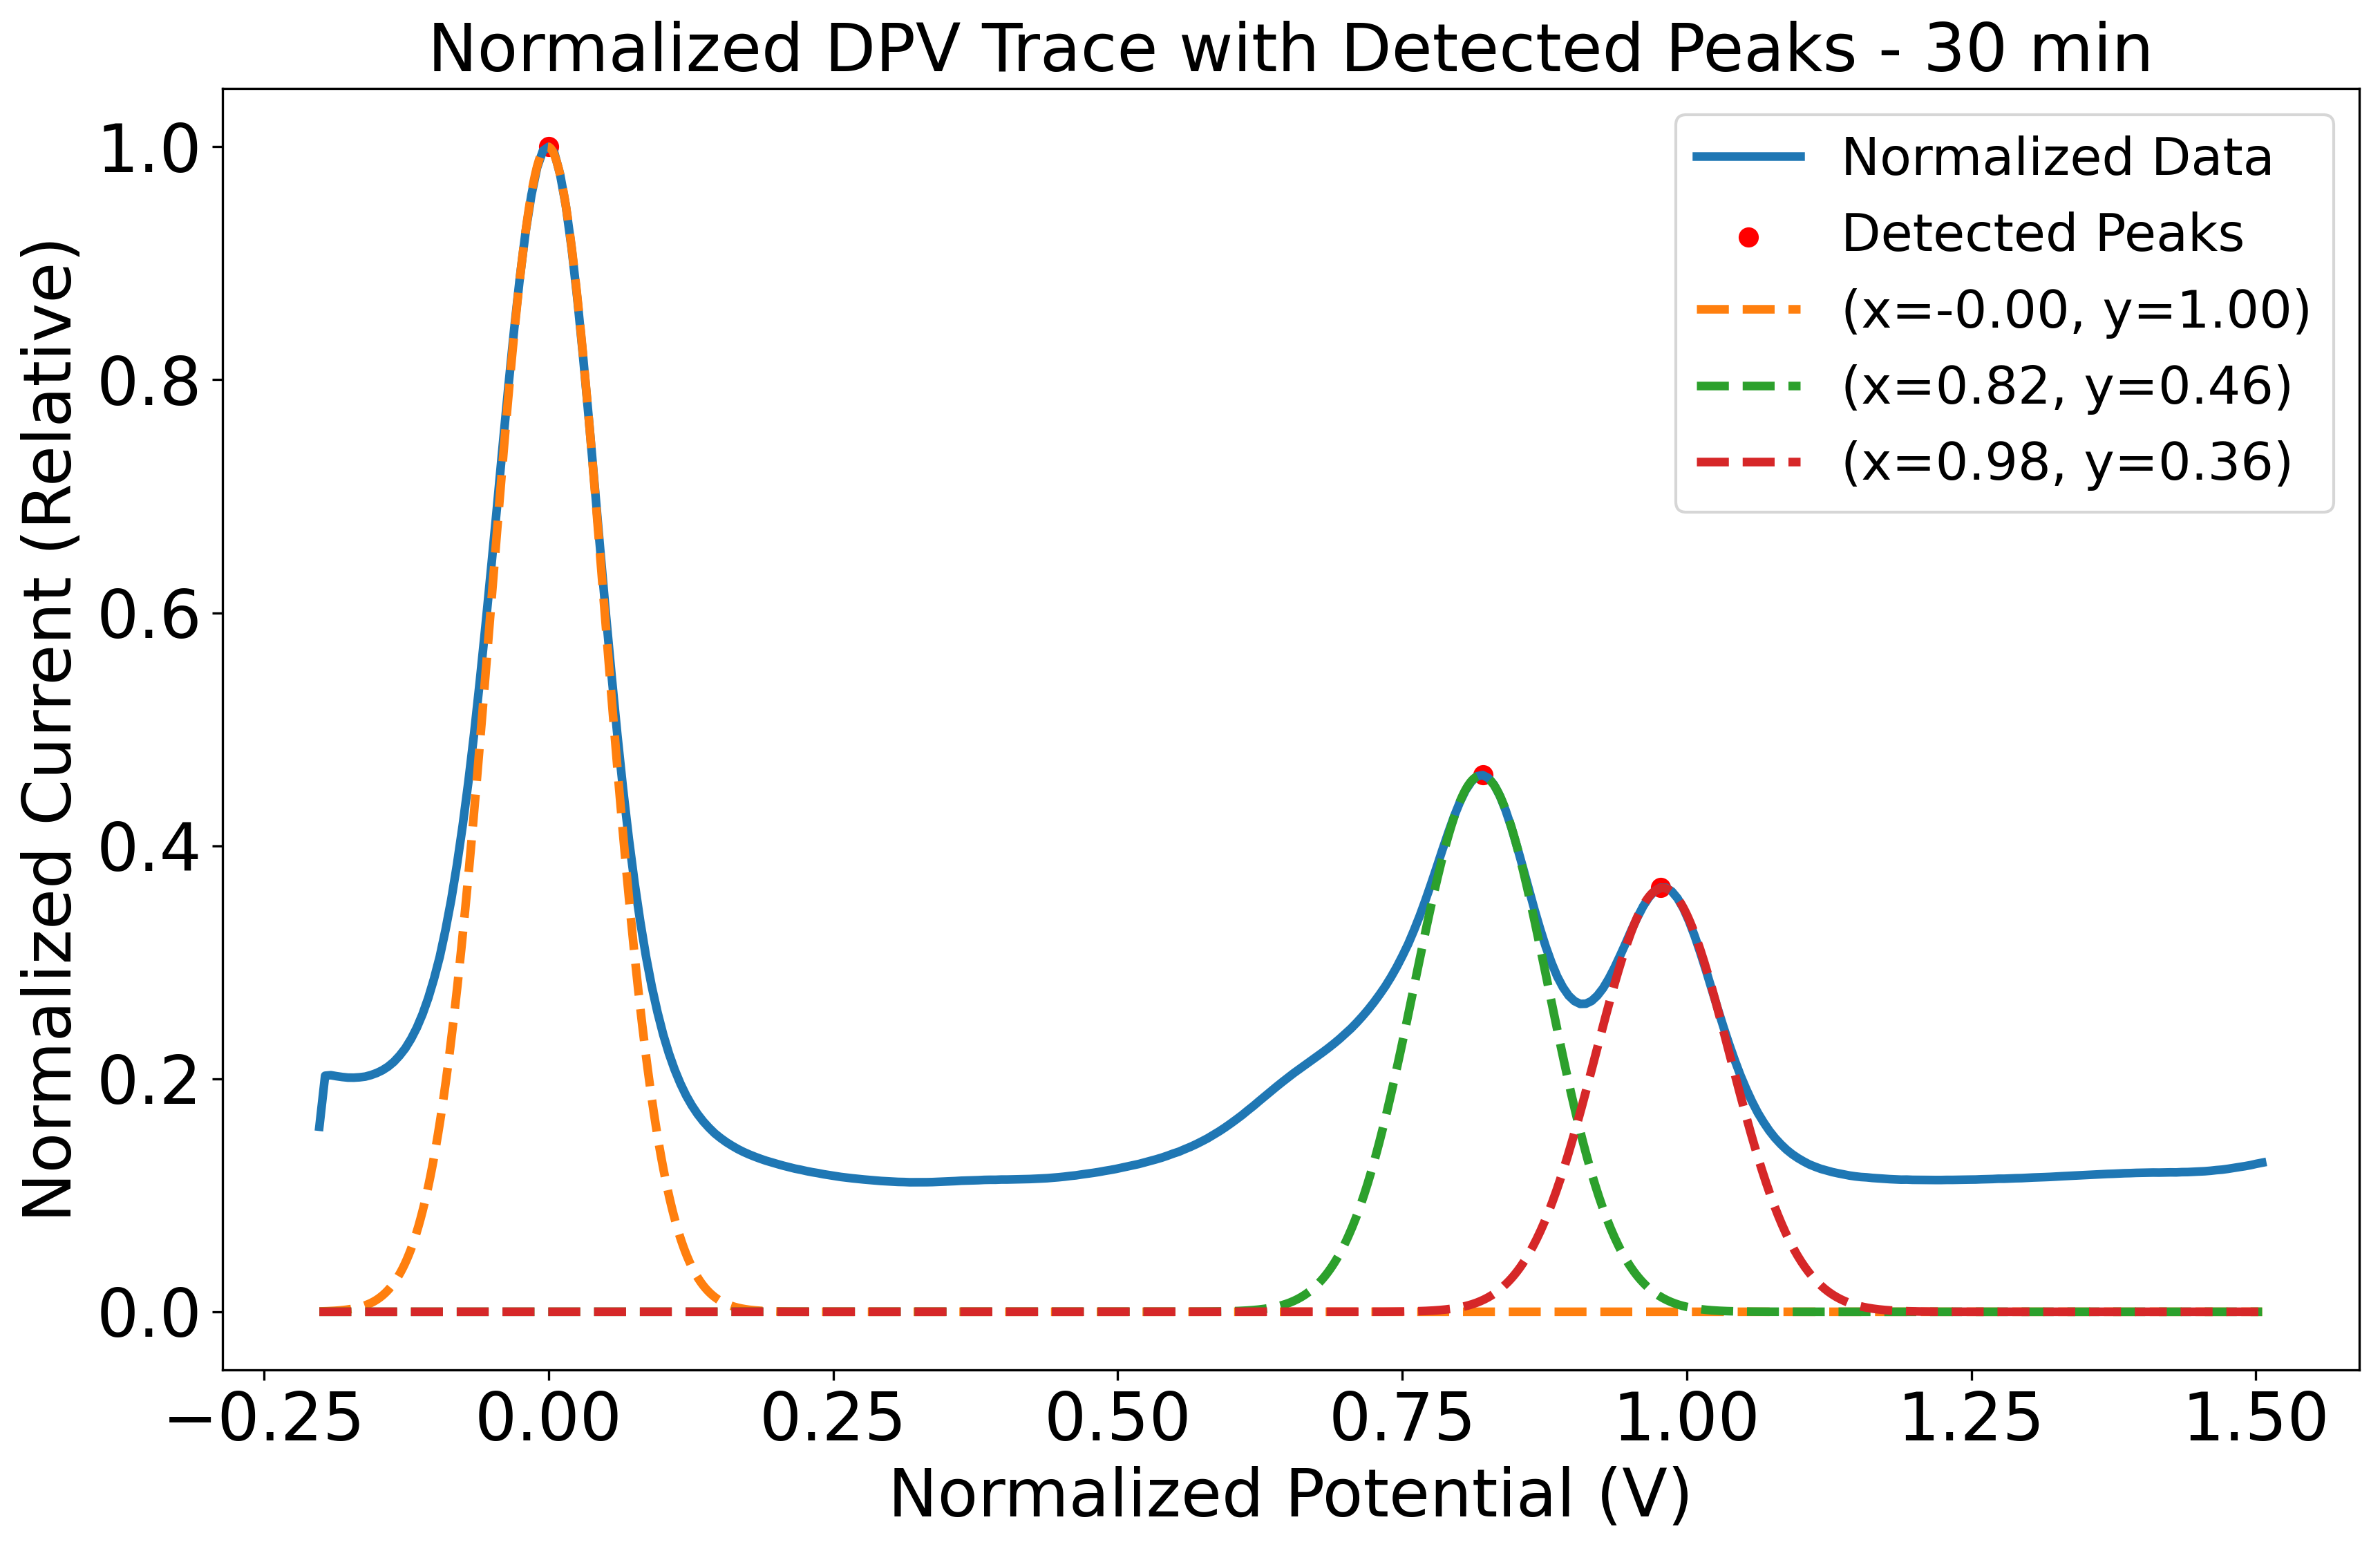 Normalized DPV Trace with Detected Peaks - 30 min
Normalized Current (Relative)
1.0
0.8
0.6
0.4
0.2
0.0
Normalized Data
Detected Peaks
(x=-0.00, y=1.00)
(x=0.82, y=0.46)
(x=0.98, y=0.36)
−0.25 0.00 0.25 0.50 0.75 1.00 1.25 1.50
Normalized Potential (V)